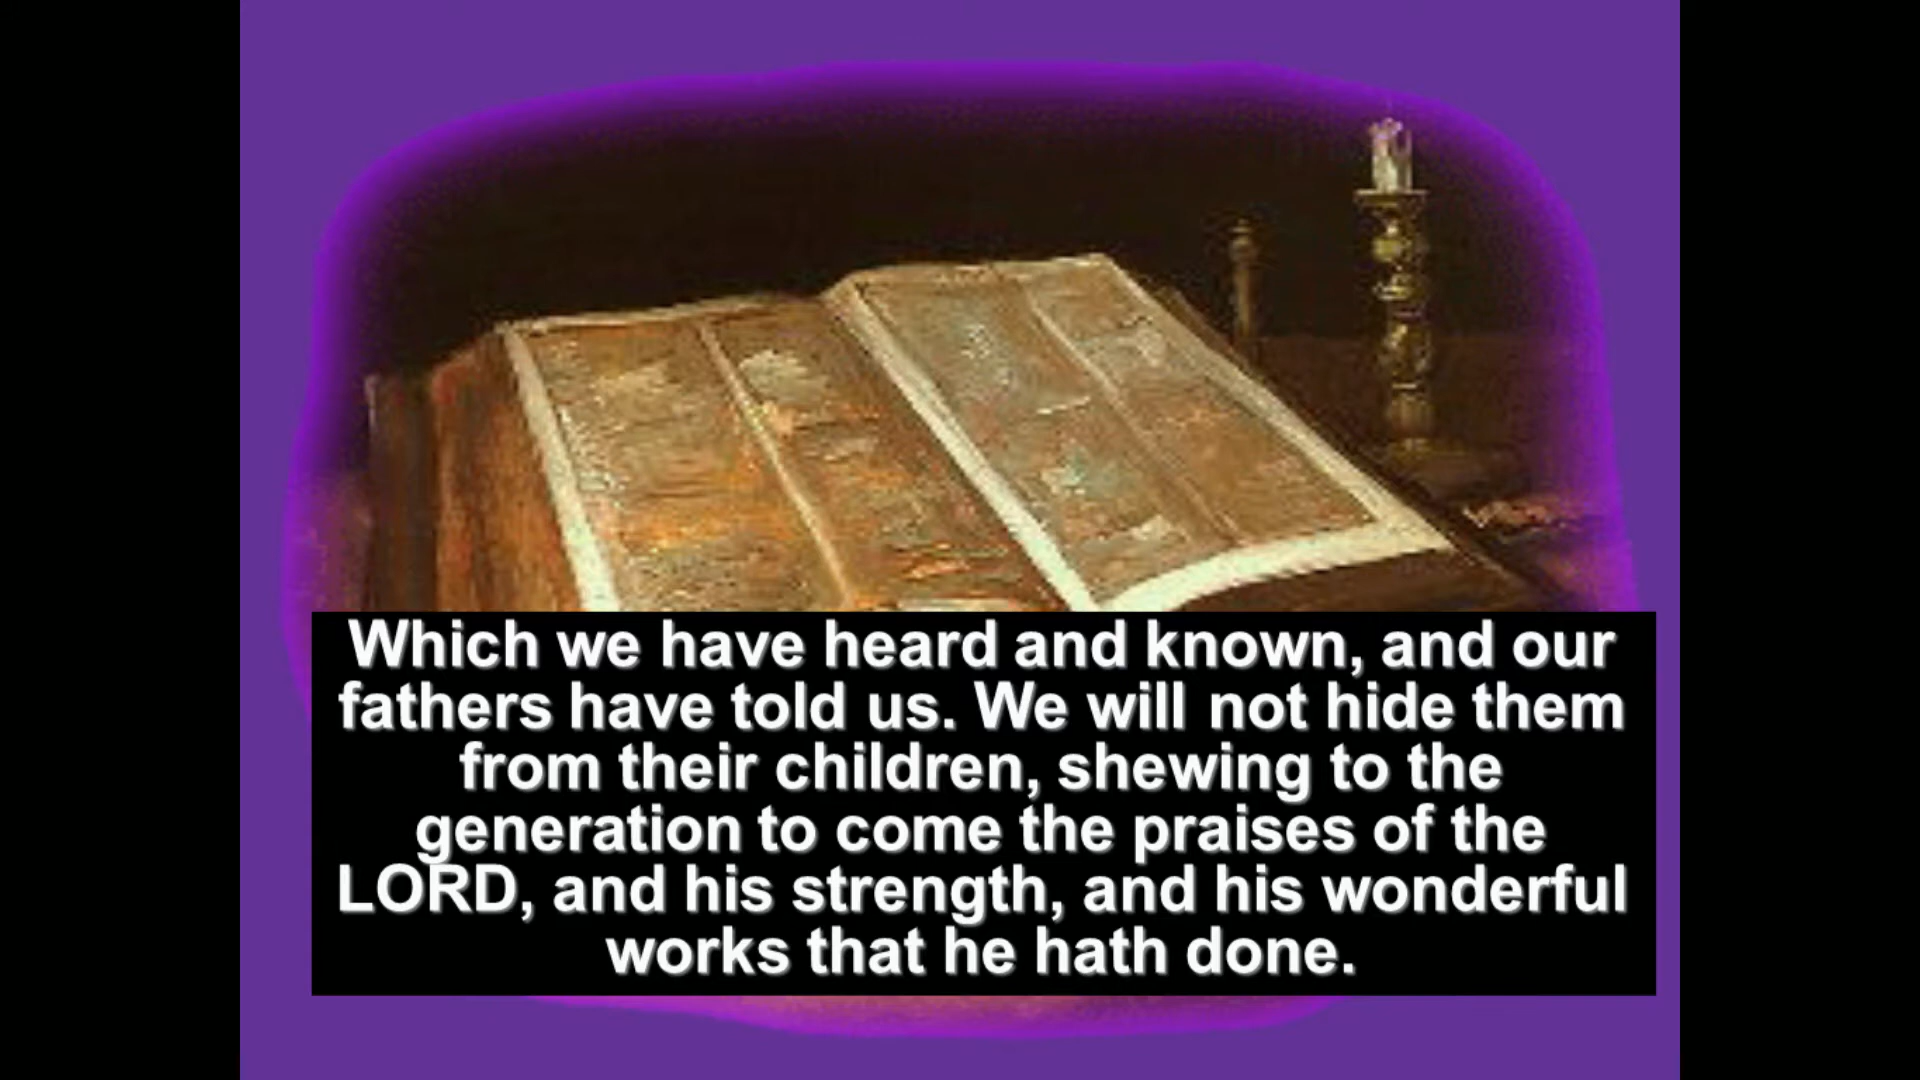 Which we have heard and known, and our
fathers have told us. We will not hide them
from their children, shewing to the
generation to come the praises of the
LORD, and his strength, and his wonderful
works that he hath done.